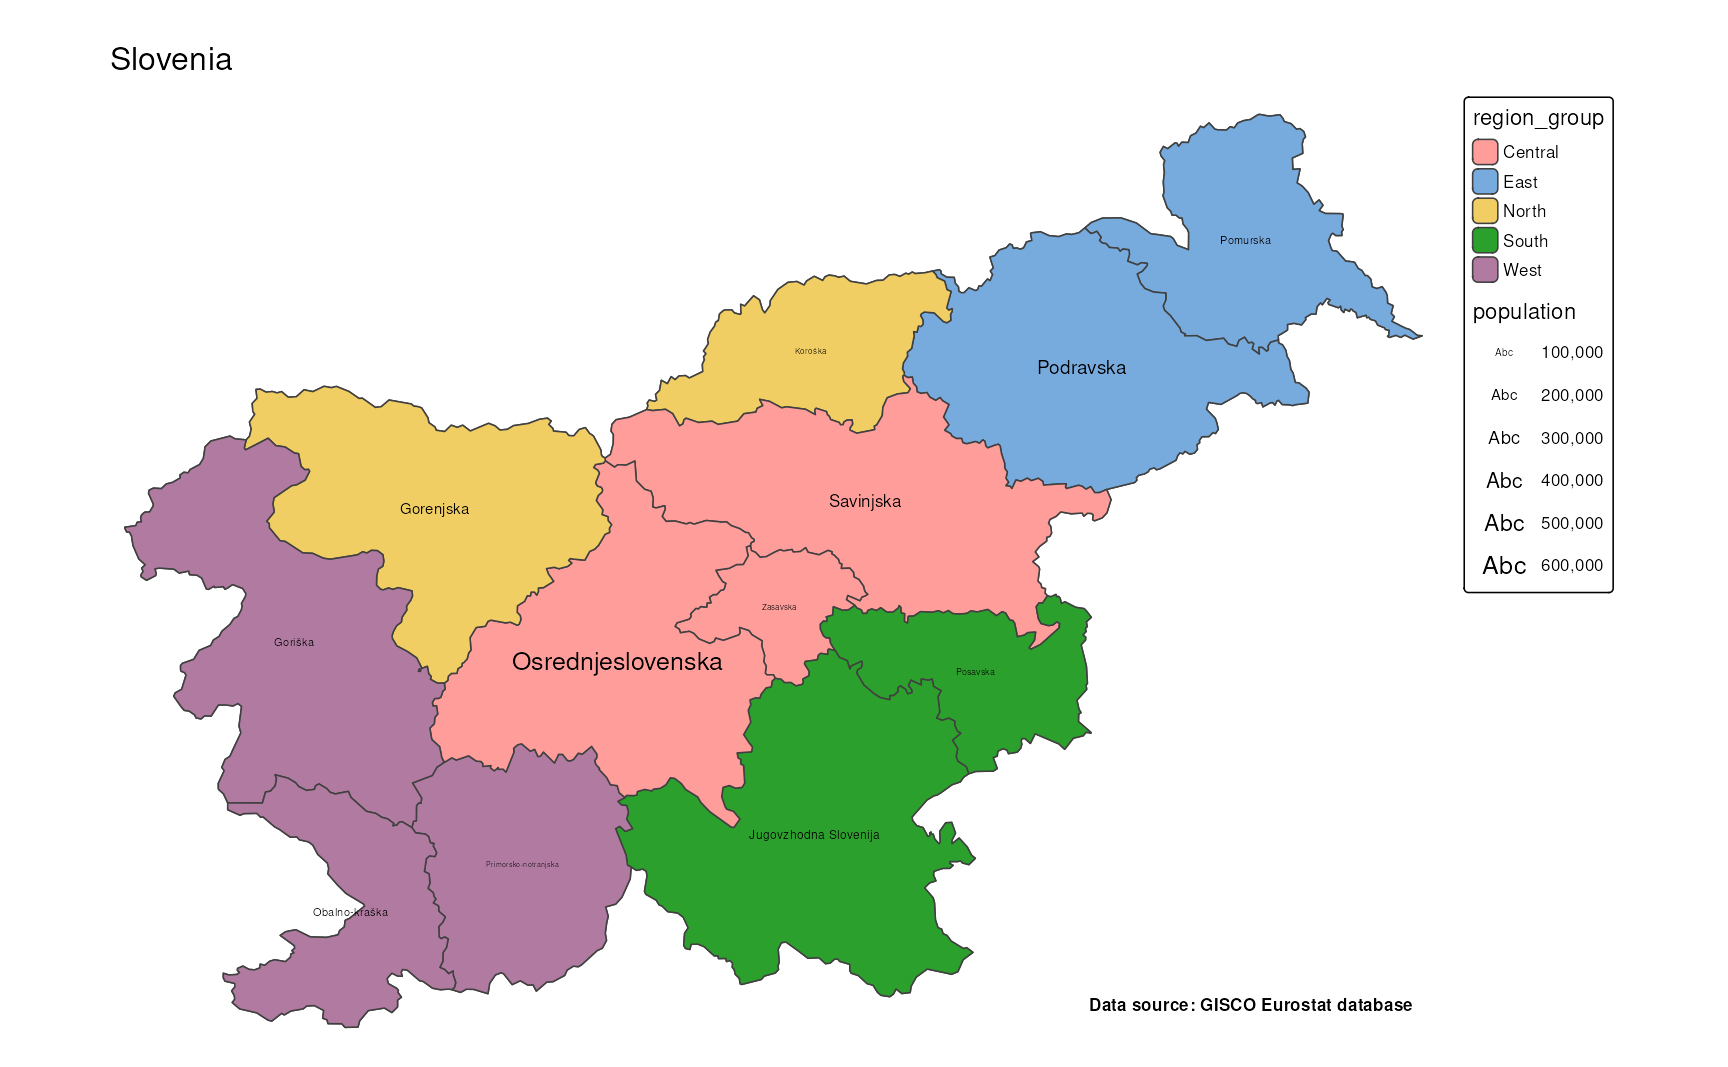 Slovenia
region_group
Central
East
North
South
West
population
Abc 100,000
Abc 200,000
Abc 300,000
Abc 400,000
Abc 500,000
Abc 600,000
Pomurska
Koroška
Podravska
Savinjska
Gorenjska
Zasavska
Goriška
Osrednjeslovenska
Posavska
Jugovzhodna Slovenija
Primorsko-notranjska
Obalno-kraška
Data source: GISCO Eurostat database